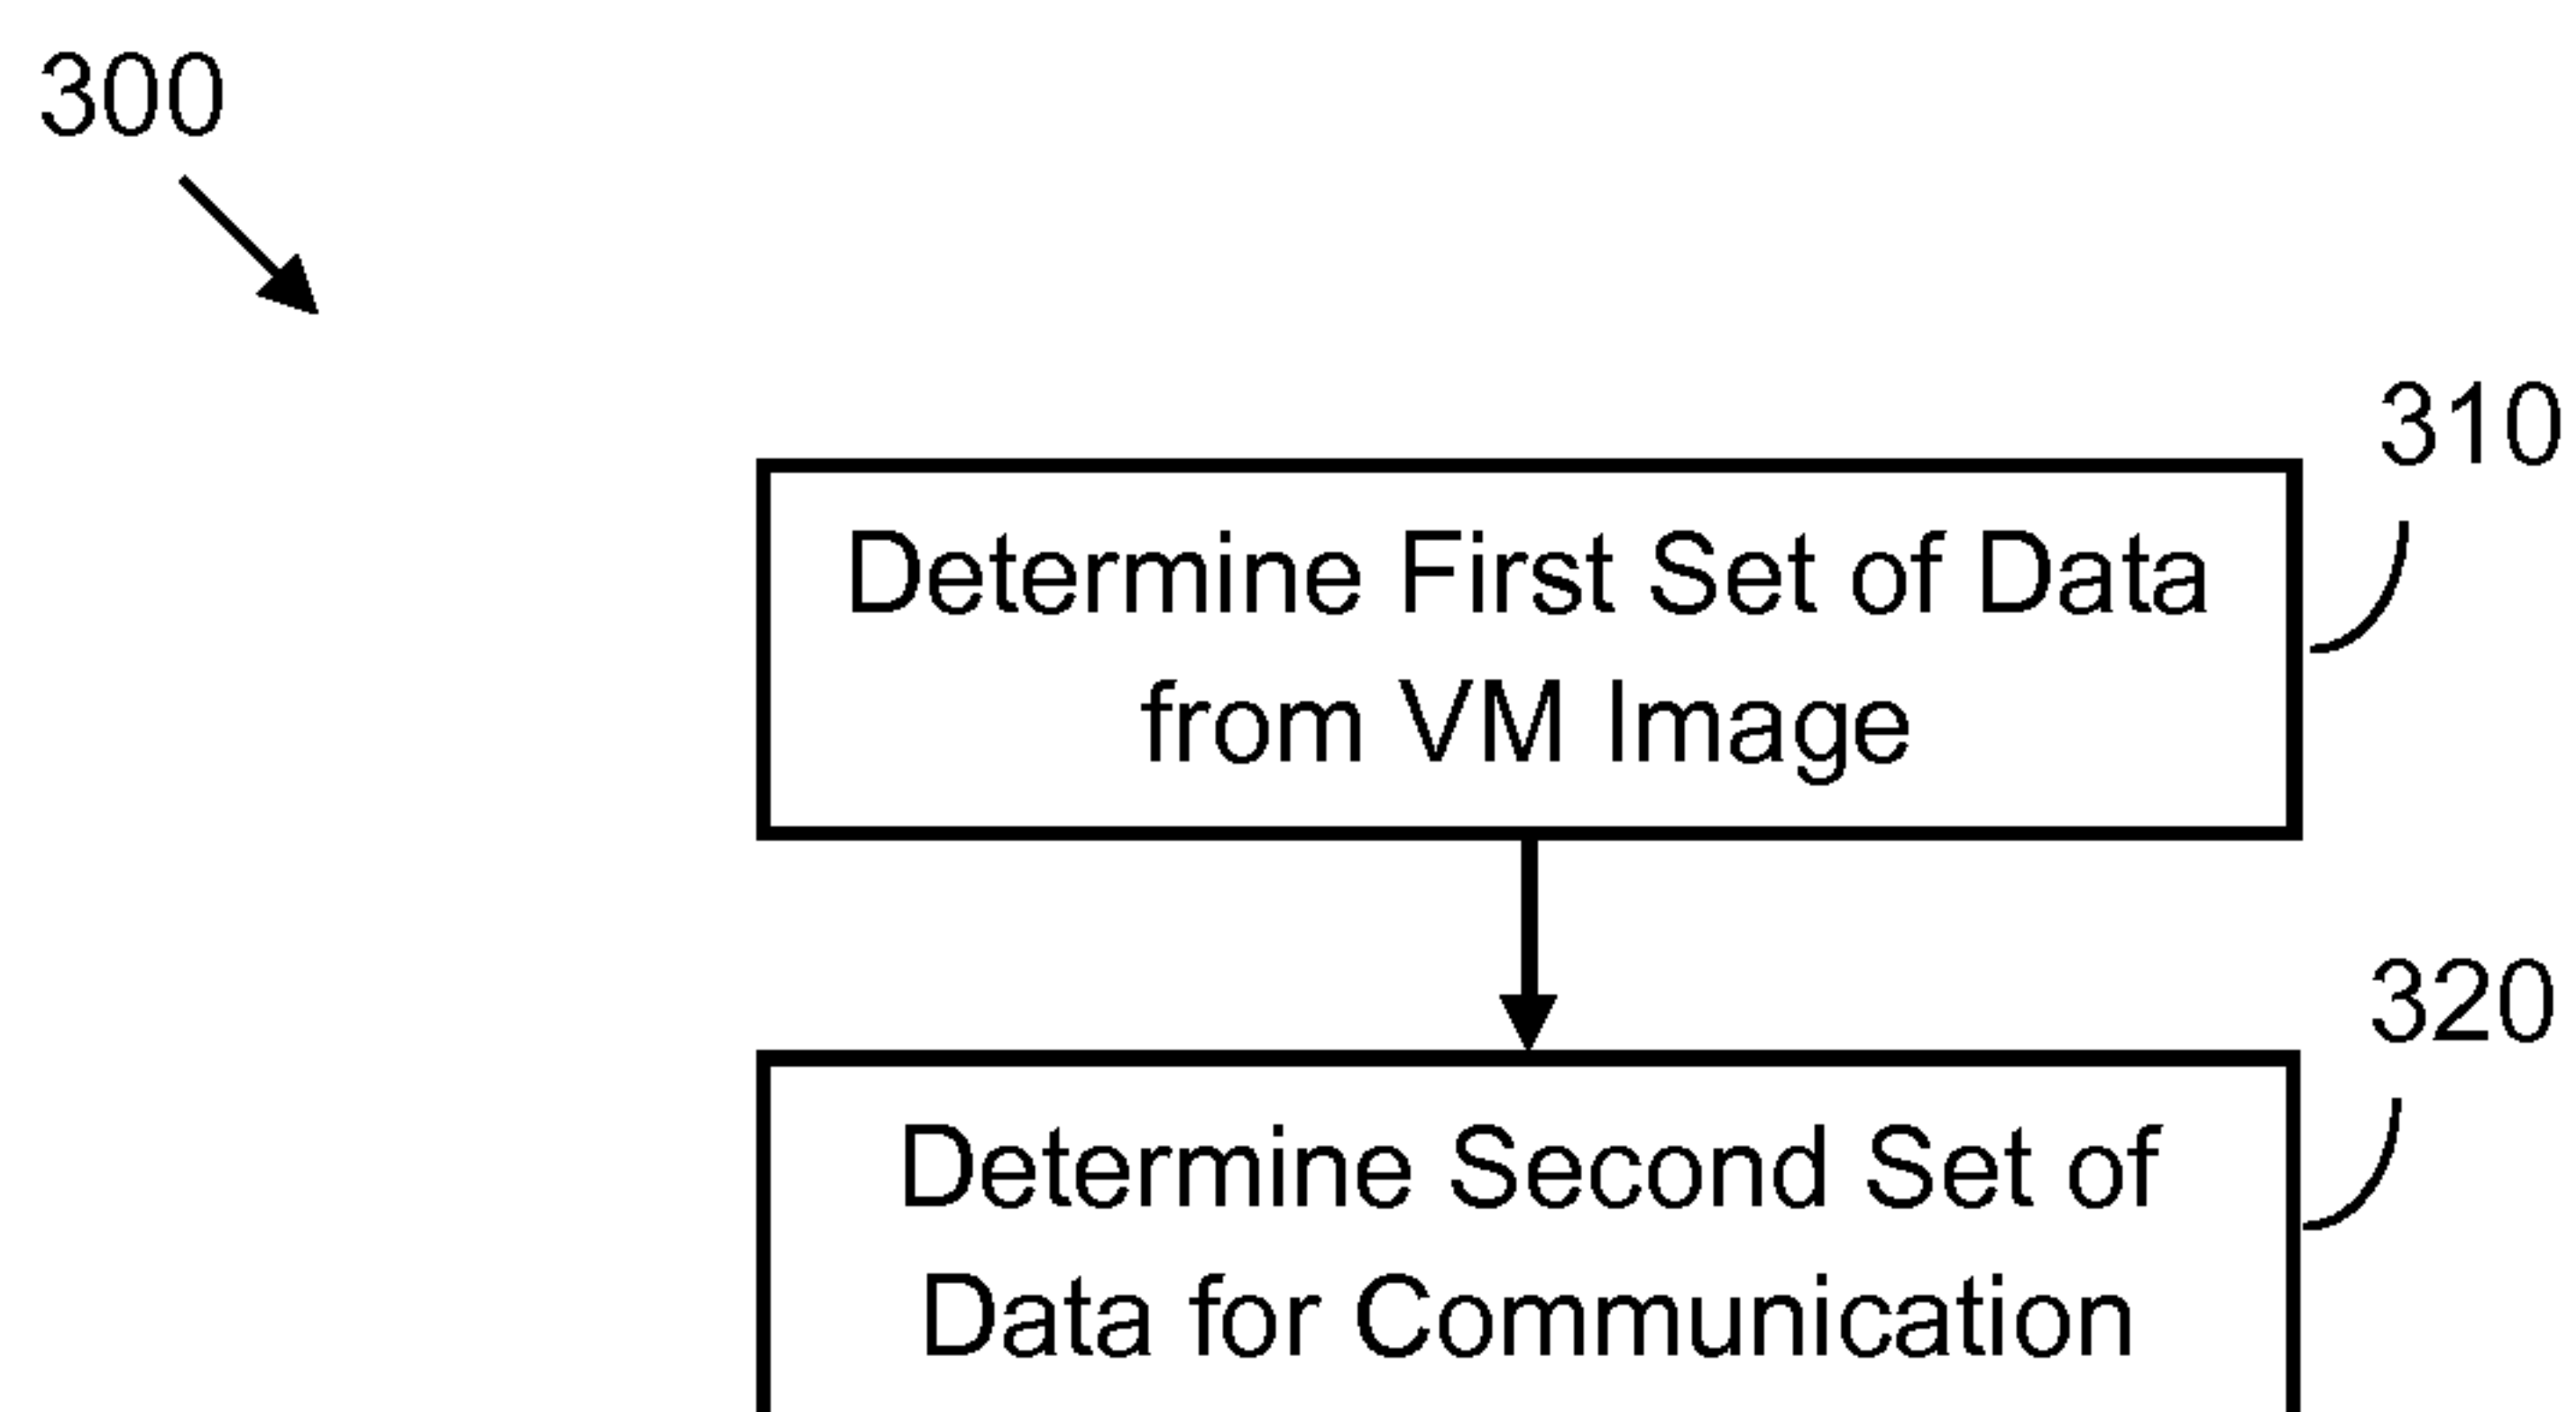 300
310
Determine First Set of Data
from VM Image
320
Determine Second Set of
Data for Communication